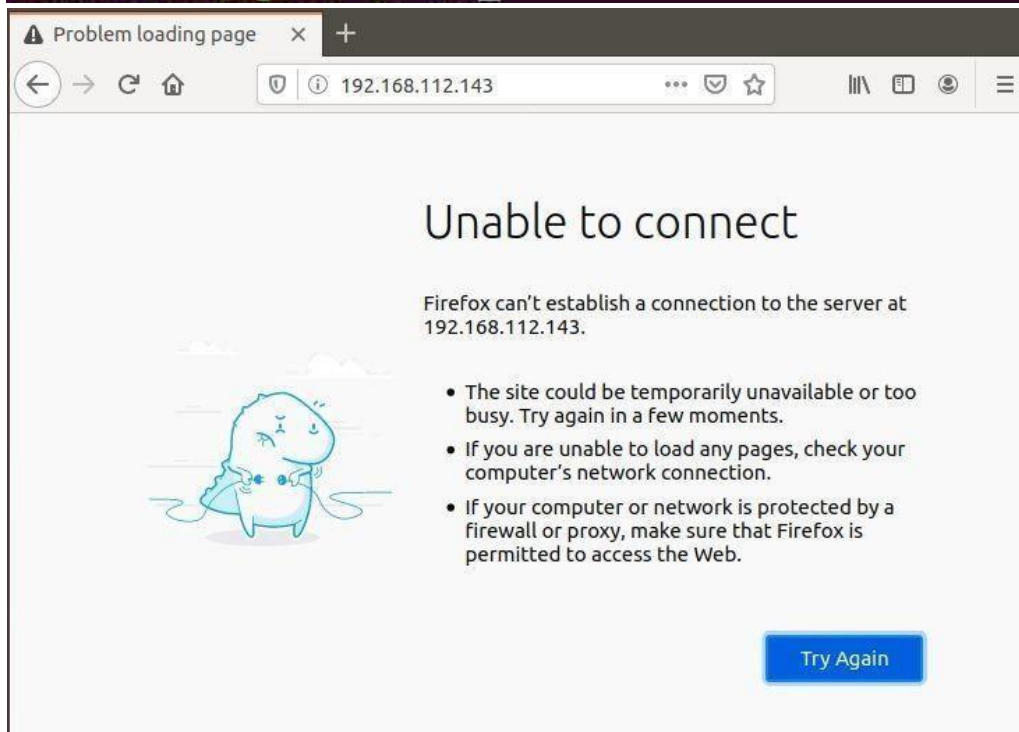 Problem loading page
192.168.112.143
Unable to connect
Firefox can’t establish a connection to the server at
192.168.112.143.
• The site could be temporarily unavailable or too
busy. Try again in a few moments.
• If you are unable to load any pages, check your
computer’s network connection.
• If your computer or network is protected by a
firewall or proxy, make sure that Firefox is
permitted to access the Web.
Try Again